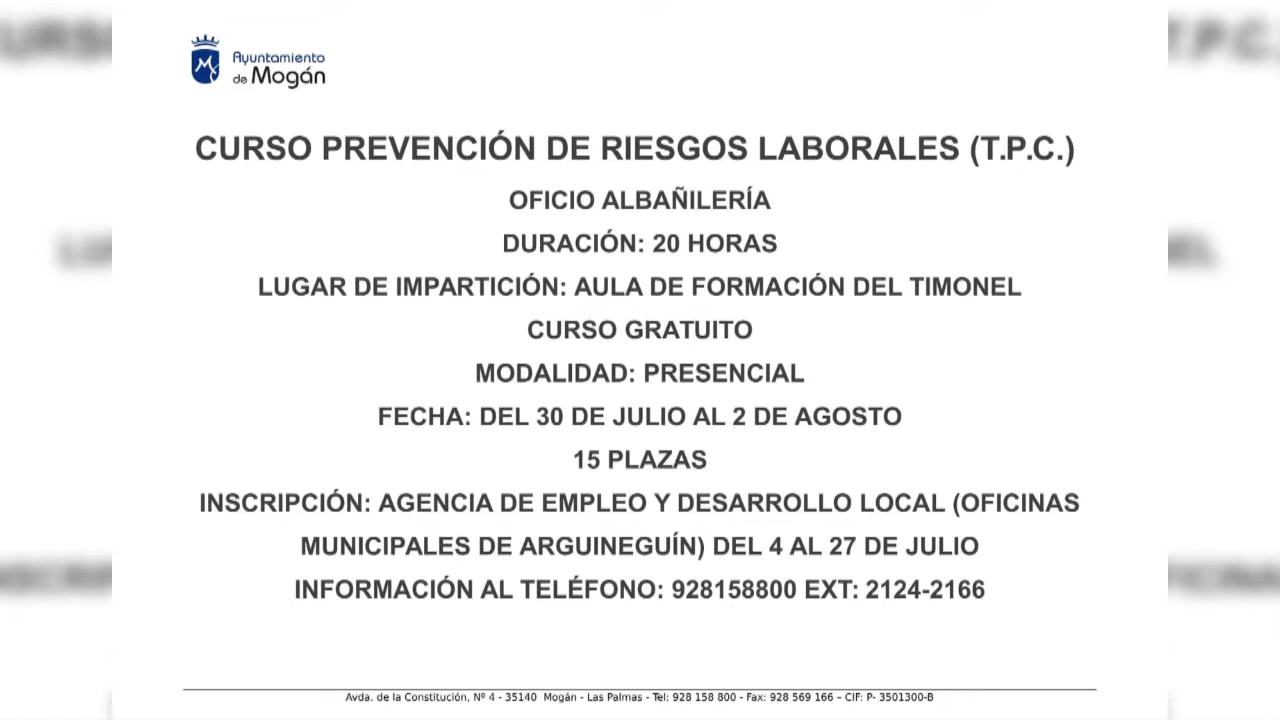 Ayuntamiento
de Mogán
CURSO PREVENCIÓN DE RIESGOS LABORALES (T.P.C.)
OFICIO ALBAÑILERÍA
DURACIÓN: 20 HORAS
LUGAR DE IMPARTICIÓN: AULA DE FORMACIÓN DEL TIMONEL
CURSO GRATUITO
MODALIDAD: PRESENCIAL
FECHA: DEL 30 DE JULIO AL 2 DE AGOSTO
15 PLAZAS
INSCRIPCIÓN: AGENCIA DE EMPLEO Y DESARROLLO LOCAL (OFICINAS
MUNICIPALES DE ARGUINEGUÍN) DEL 4 AL 27 DE JULIO
INFORMACIÓN AL TELÉFONO: 928158800 EXT: 2124-2166
Avda. de la Constitución, Nº 4 - 35140 Mogán - Las Palmas - Tel: 928 158 800 - Fax: 928 569 166 – CIF: P- 3501300-B